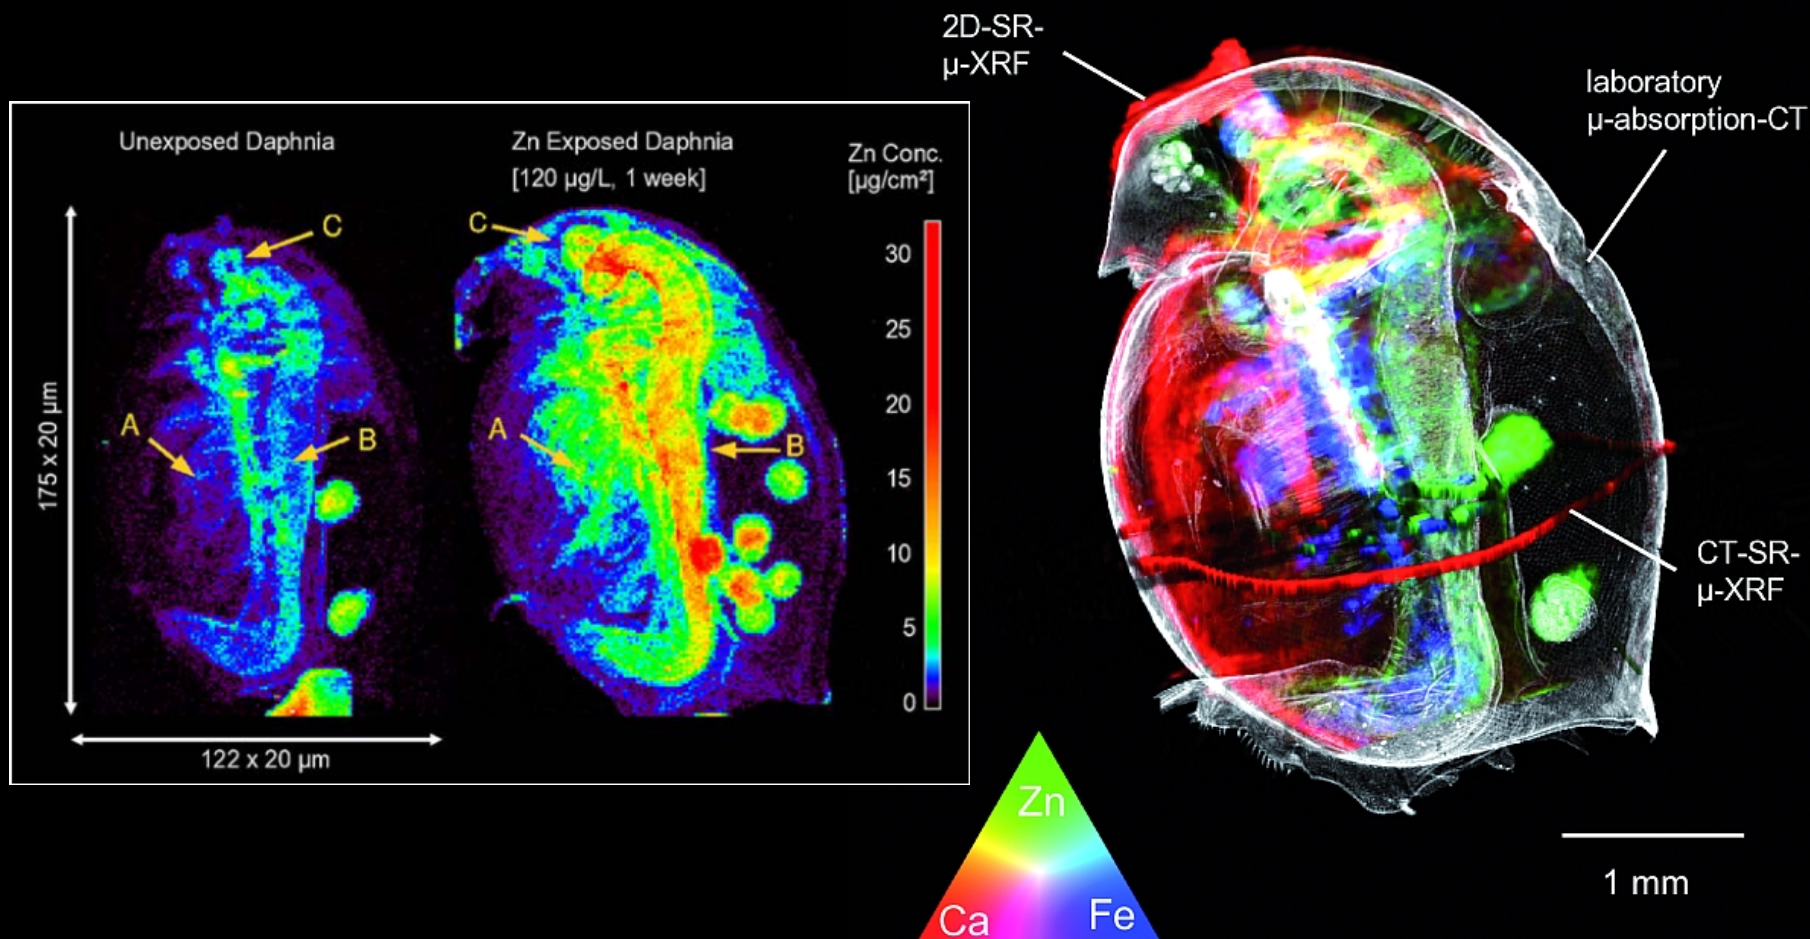 2D-SR-
µ-XRF
laboratory
µ-absorption-CT
Unexposed Daphnia
Zn Exposed Daphnia
[120 µg/L, 1 week]
Zn Conc.
[µg/cm²]
C
C
30
25
20
A
B
A
B
15
10
5
0
175 x 20 µm
122 x 20 µm
CT-SR-
µ-XRF
Zn
Ca
Fe
1 mm